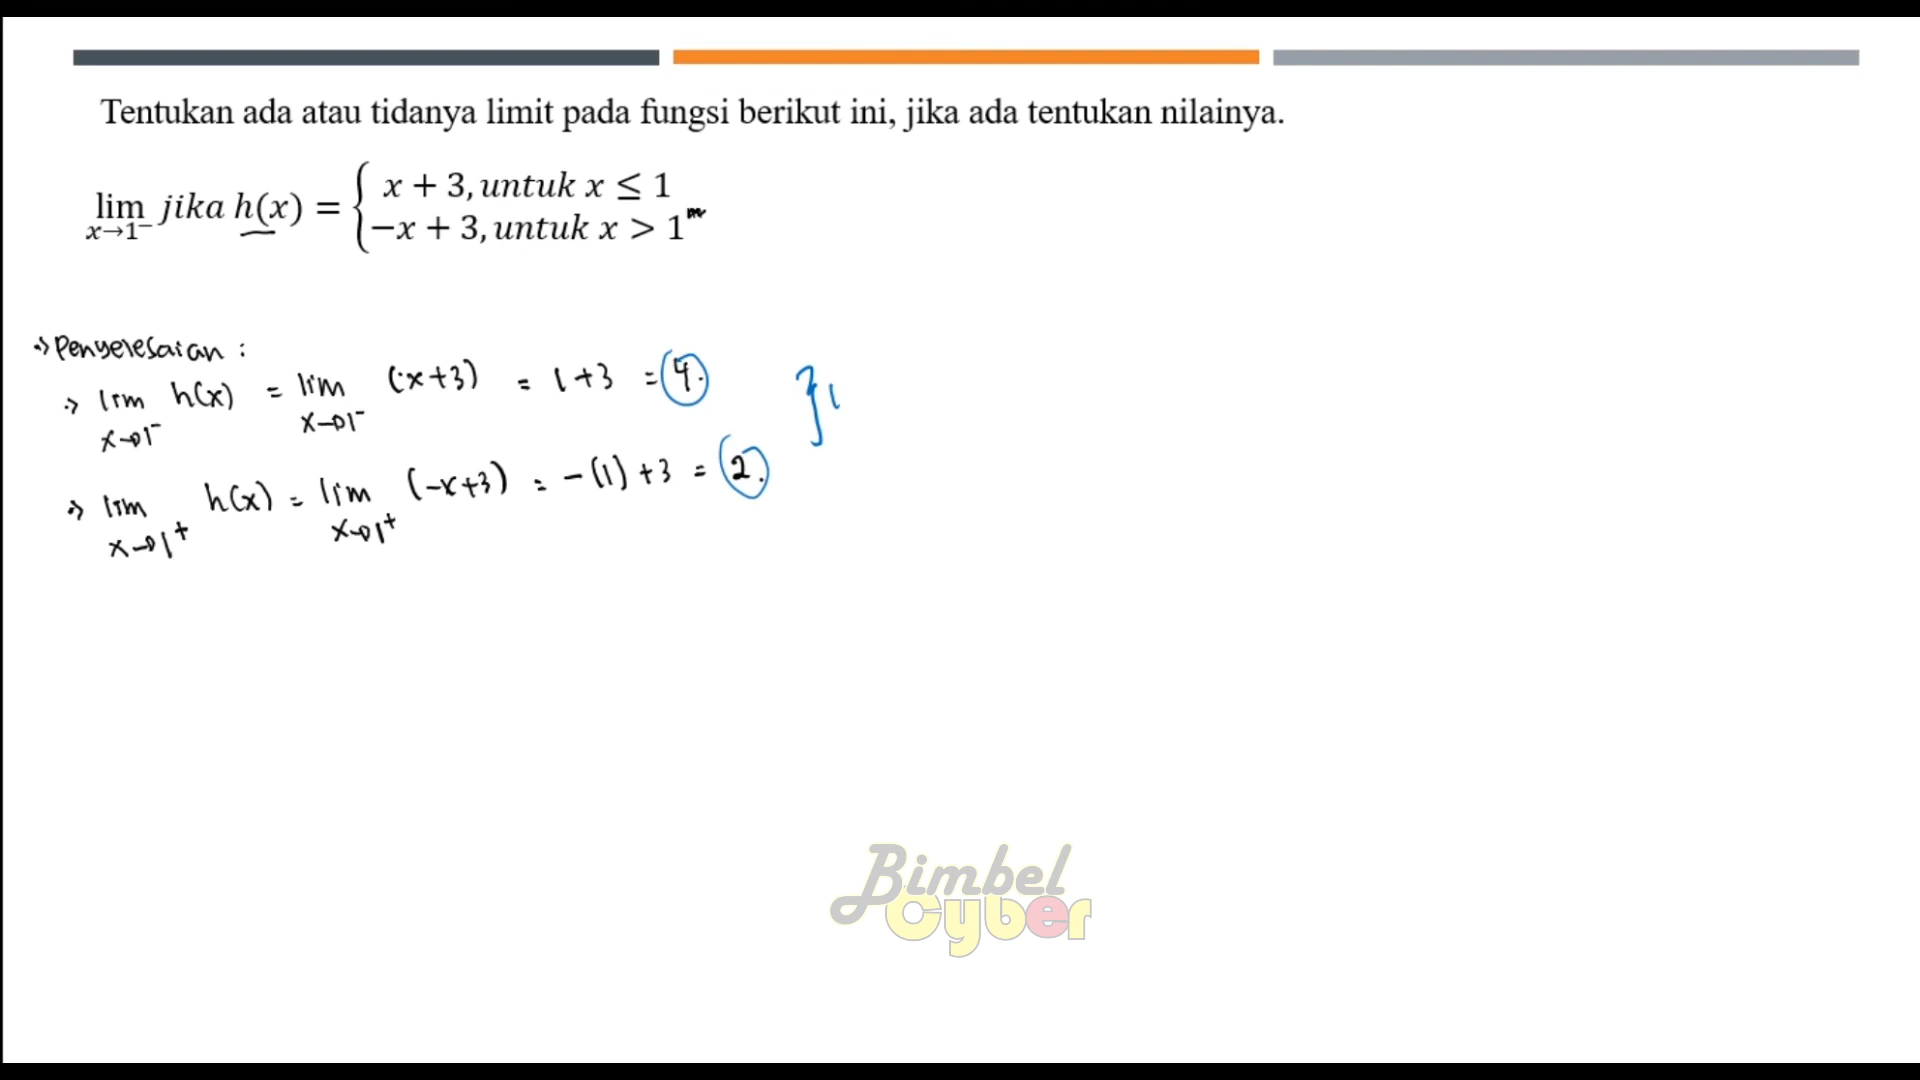 Tentukan ada atau tidanya limit pada fungsi berikut ini, jika ada tentukan nilainya.
lim x→1⁻ jika h(x) = { x + 3, untuk x ≤ 1
−x + 3, untuk x > 1
Penyelesaian :
lim x→1⁻ h(x) = lim x→1⁻ (x+3) = 1+3 = 4.
lim x→1⁺ h(x) = lim x→1⁺ (-x+3) = -(1)+3 = 2.
Bimbel
Cyber